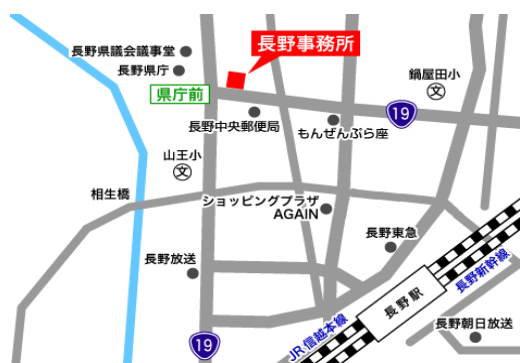 長野県議会議事堂
長野事務所
長野県庁
鍋屋田小
文
県庁前
19
長野中央郵便局
もんぜんぷら座
山王小
文
相生橋
ショッピングプラザ
AGAIN
長野東急
長野放送
長野新幹線
長野駅
長野朝日放送
JR信越本線
19